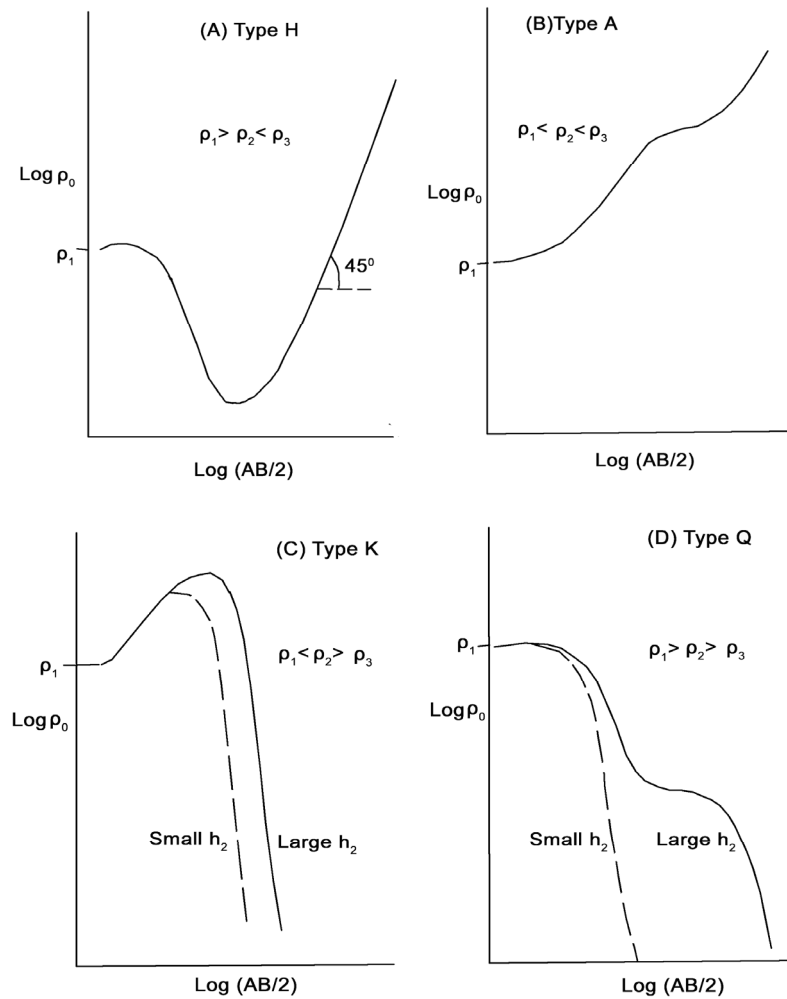 (A) Type H
ρ₁> ρ₂< ρ₃
Log ρ₀
ρ₁
45⁰
Log (AB/2)
(B)Type A
ρ₁< ρ₂< ρ₃
Log ρ₀
ρ₁
Log (AB/2)
(C) Type K
ρ₁
ρ₁< ρ₂> ρ₃
Log ρ₀
Small h₂
Large h₂
Log (AB/2)
(D) Type Q
ρ₁
ρ₁> ρ₂> ρ₃
Log ρ₀
Small h₂
Large h₂
Log (AB/2)